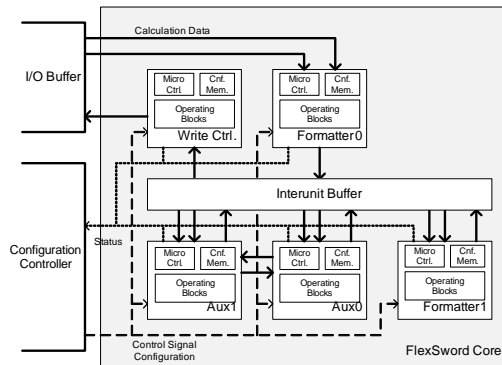 Calculation Data
I/O Buffer
Micro Ctrl.
Cnf. Mem.
Operating Blocks
Write Ctrl.
Micro Ctrl.
Cnf. Mem.
Operating Blocks
Formatter0
Interunit Buffer
Configuration Controller
Status
Micro Ctrl.
Cnf. Mem.
Operating Blocks
Aux1
Micro Ctrl.
Cnf. Mem.
Operating Blocks
Aux0
Micro Ctrl.
Cnf. Mem.
Operating Blocks
Formatter1
Control Signal
Configuration
FlexSword Core